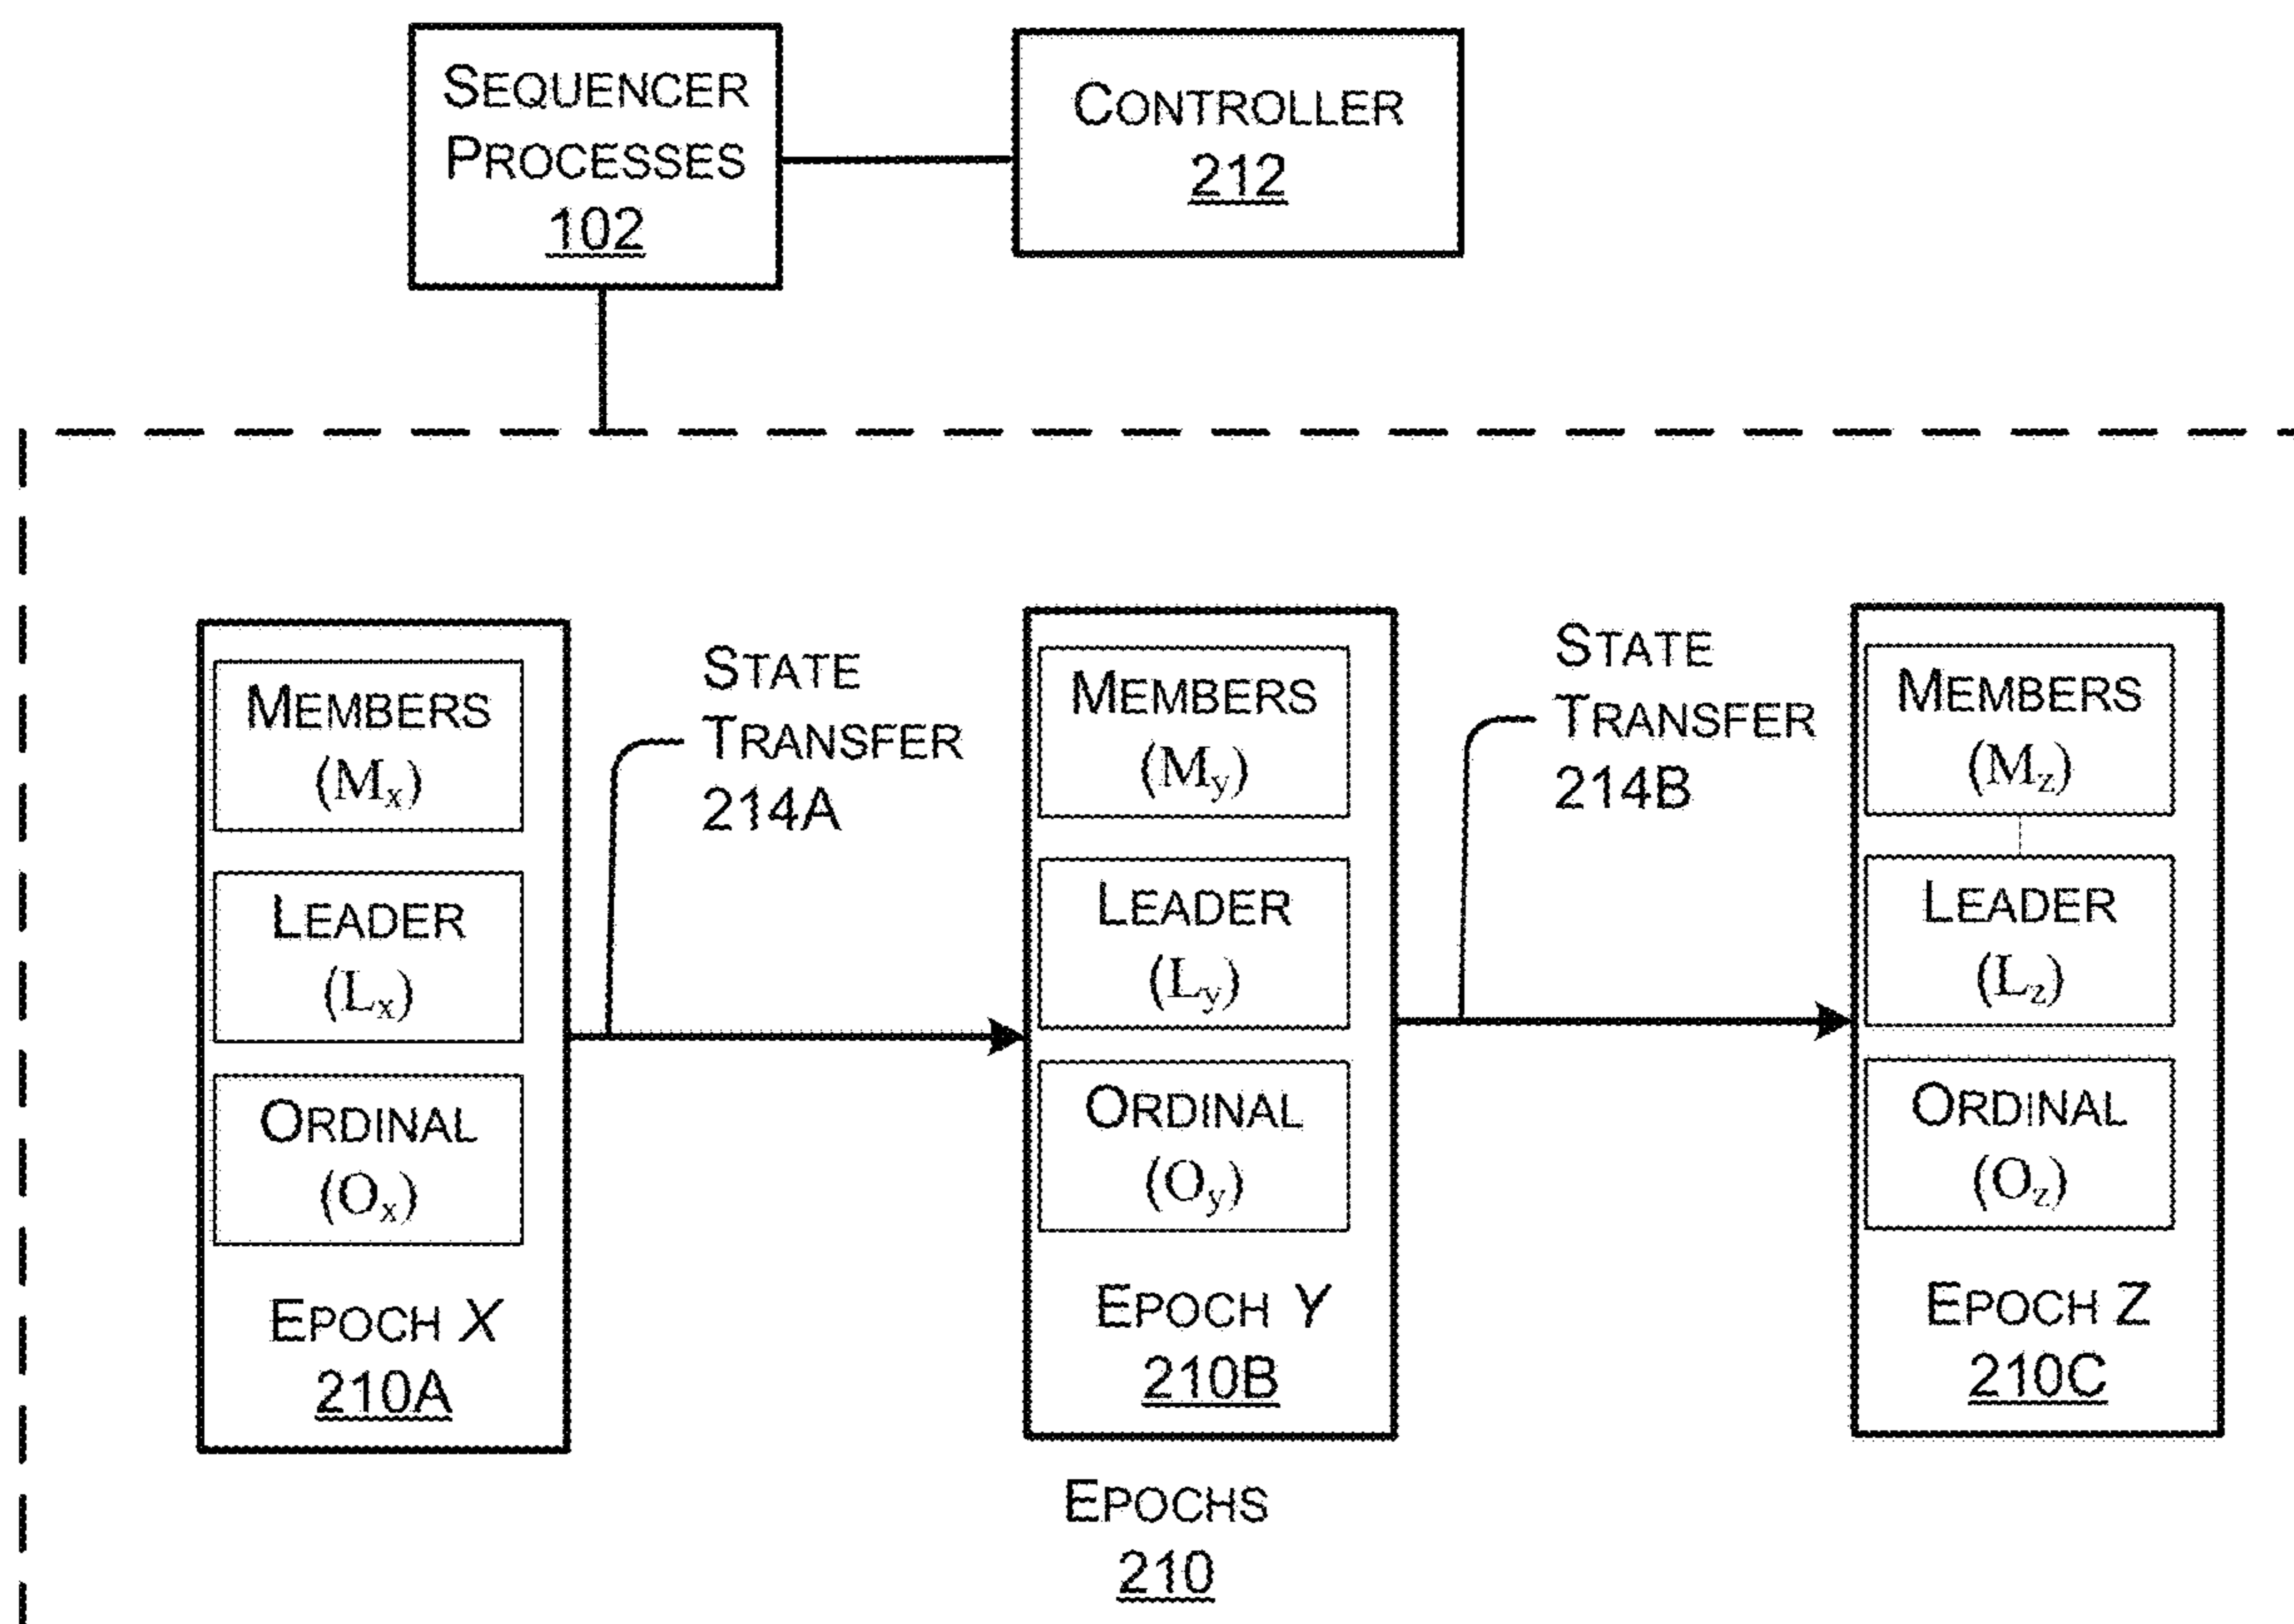 SEQUENCER
PROCESSES
102
CONTROLLER
212
MEMBERS
(Mx)
LEADER
(Lx)
ORDINAL
(Ox)
EPOCH X
210A
STATE
TRANSFER
214A
MEMBERS
(My)
LEADER
(Ly)
ORDINAL
(Oy)
EPOCH Y
210B
STATE
TRANSFER
214B
MEMBERS
(Mz)
LEADER
(Lz)
ORDINAL
(Oz)
EPOCH Z
210C
EPOCHS
210